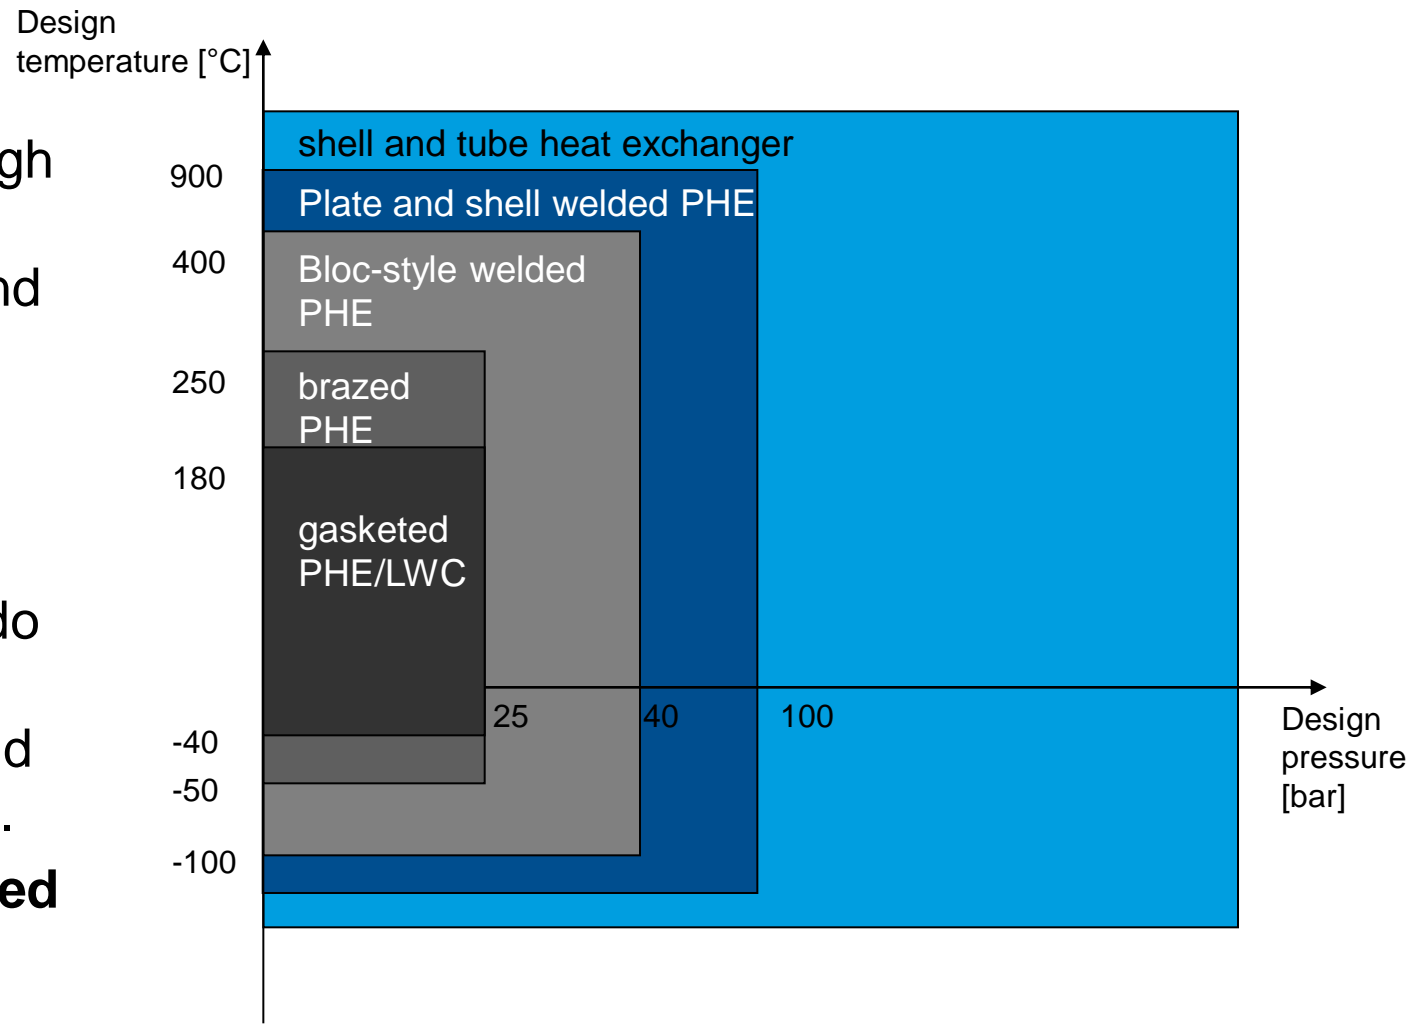 Design
temperature [°C]
shell and tube heat exchanger
gh
900
Plate and shell welded PHE
400
Bloc-style welded
PHE
nd
250
brazed
PHE
180
gasketed
PHE/LWC
do
25
40
100
Design
pressure
[bar]
-40
d
-50
.
-100
ed